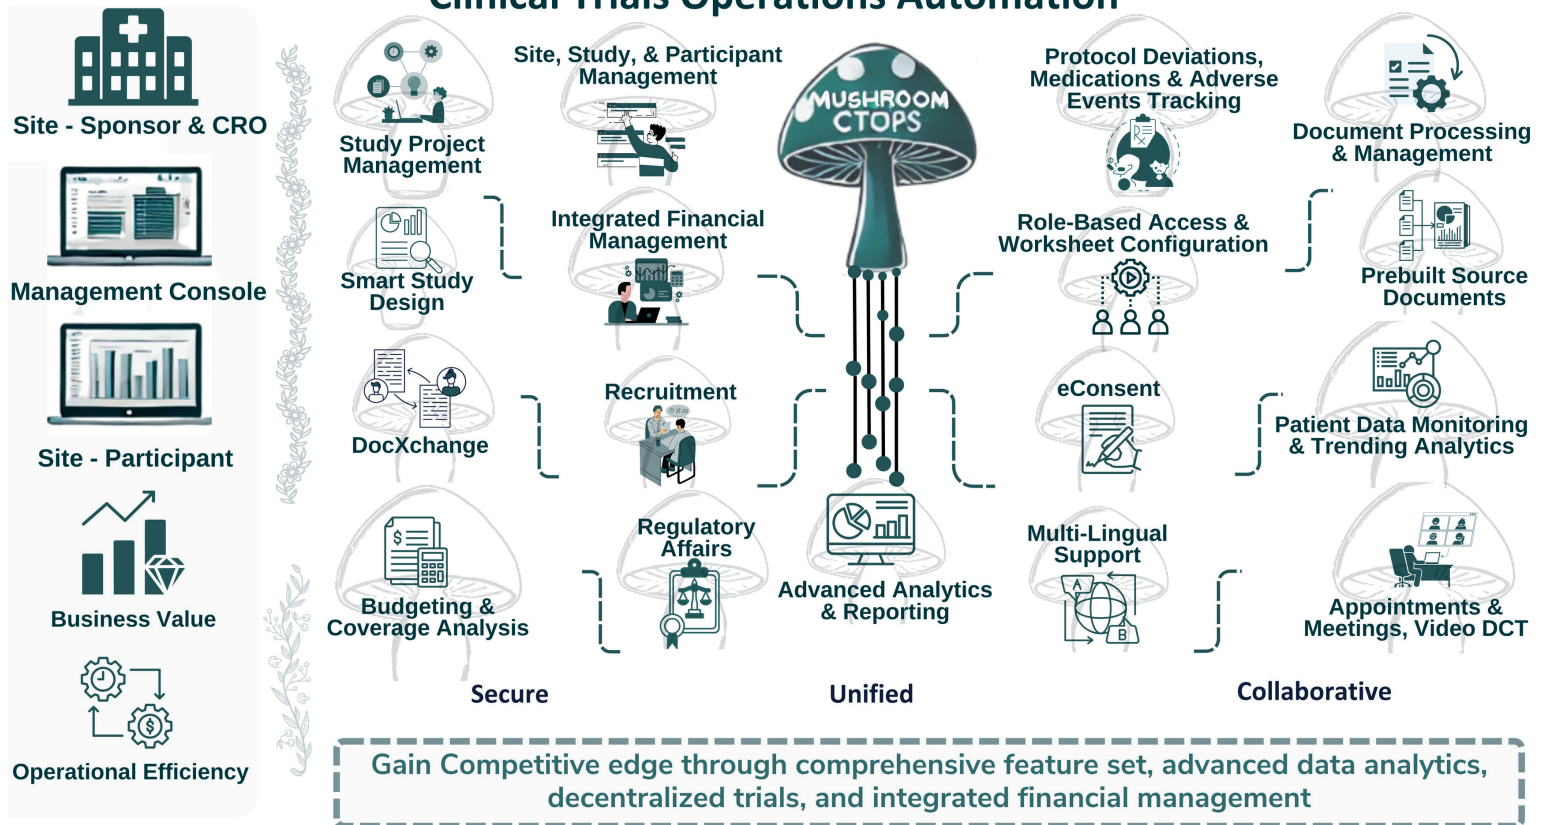 Clinical Trials Operations Automation
Site - Sponsor & CRO
Management Console
Site - Participant
Business Value
Operational Efficiency
Study Project
Management
Site, Study, & Participant
Management
MUSHROOM
CTOPS
Protocol Deviations,
Medications & Adverse
Events Tracking
Document Processing
& Management
Smart Study
Design
Integrated Financial
Management
Role-Based Access &
Worksheet Configuration
Prebuilt Source
Documents
DocXchange
Recruitment
eConsent
Patient Data Monitoring
& Trending Analytics
Budgeting &
Coverage Analysis
Regulatory
Affairs
Advanced Analytics
& Reporting
Multi-Lingual
Support
A
B
Appointments &
Meetings, Video DCT
Secure
Unified
Collaborative
Gain Competitive edge through comprehensive feature set, advanced data analytics,
decentralized trials, and integrated financial management